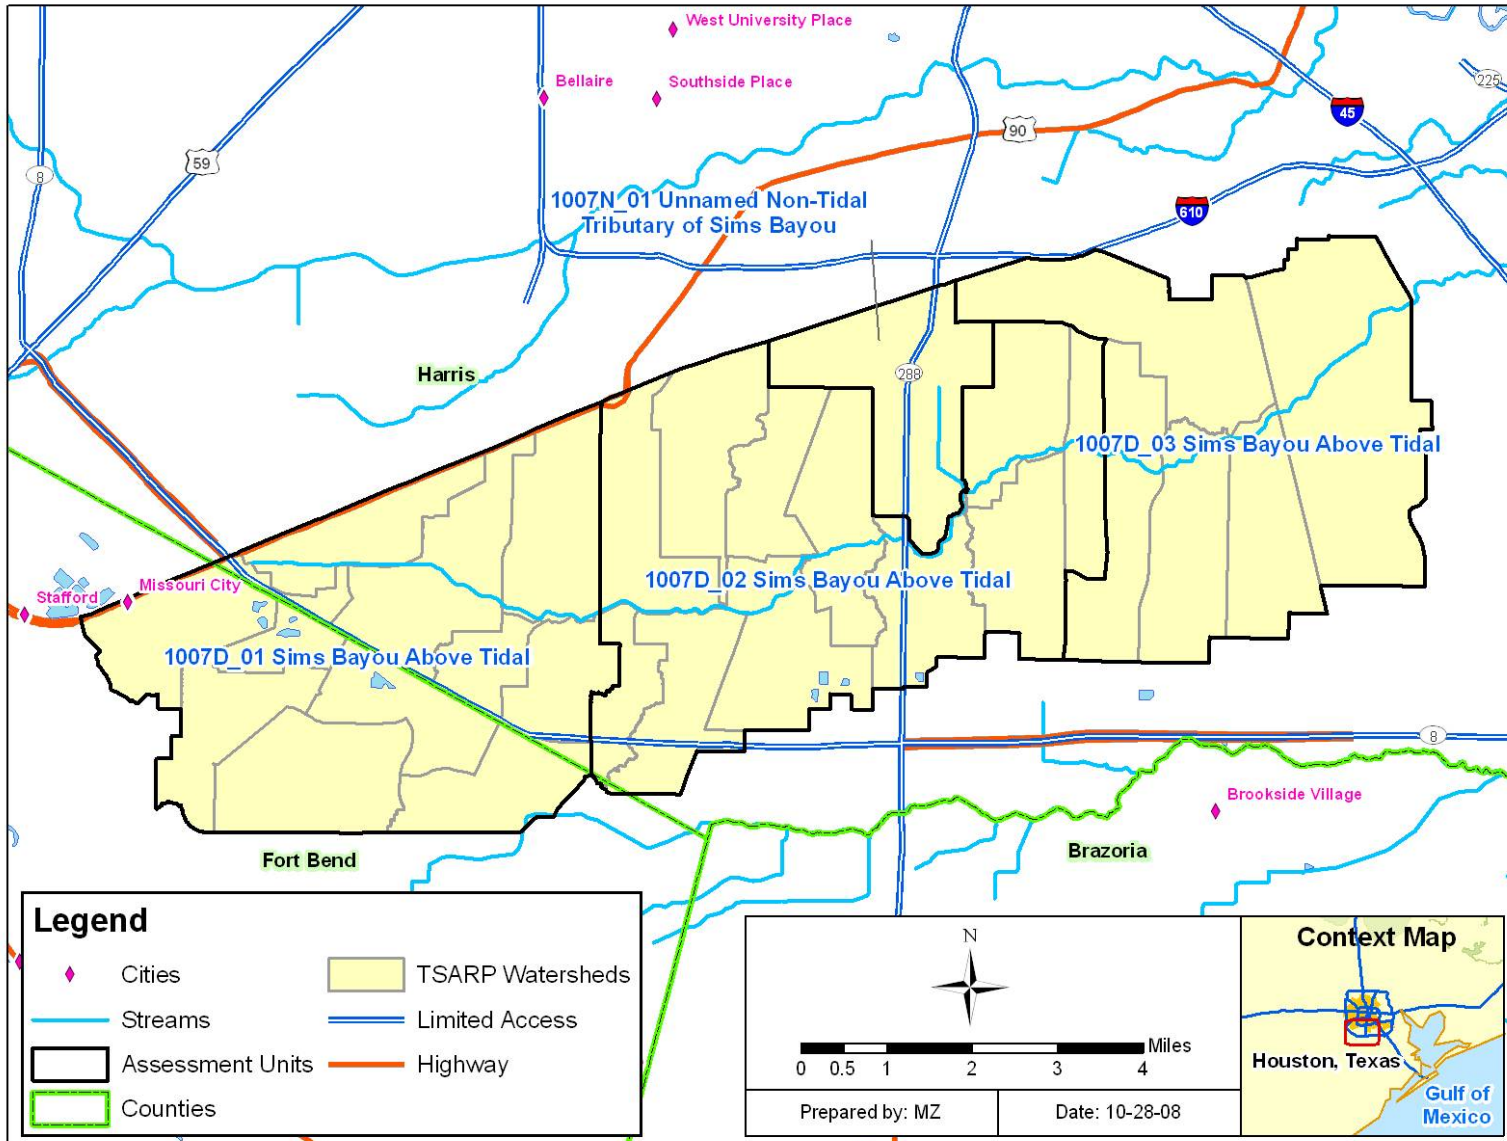 West University Place
Bellaire
Southside Place
225
45
90
59
8
1007N_01 Unnamed Non-Tidal
Tributary of Sims Bayou
610
Harris
288
1007D_03 Sims Bayou Above Tidal
1007D_02 Sims Bayou Above Tidal
Missouri City
Stafford
1007D_01 Sims Bayou Above Tidal
8
Brookside Village
Fort Bend
Brazoria
Legend
Cities
TSARP Watersheds
Streams
Limited Access
Assessment Units
Highway
Counties
N
Miles
0 0.5 1 2 3 4
Prepared by: MZ
Date: 10-28-08
Context Map
Houston, Texas
Gulf of
Mexico